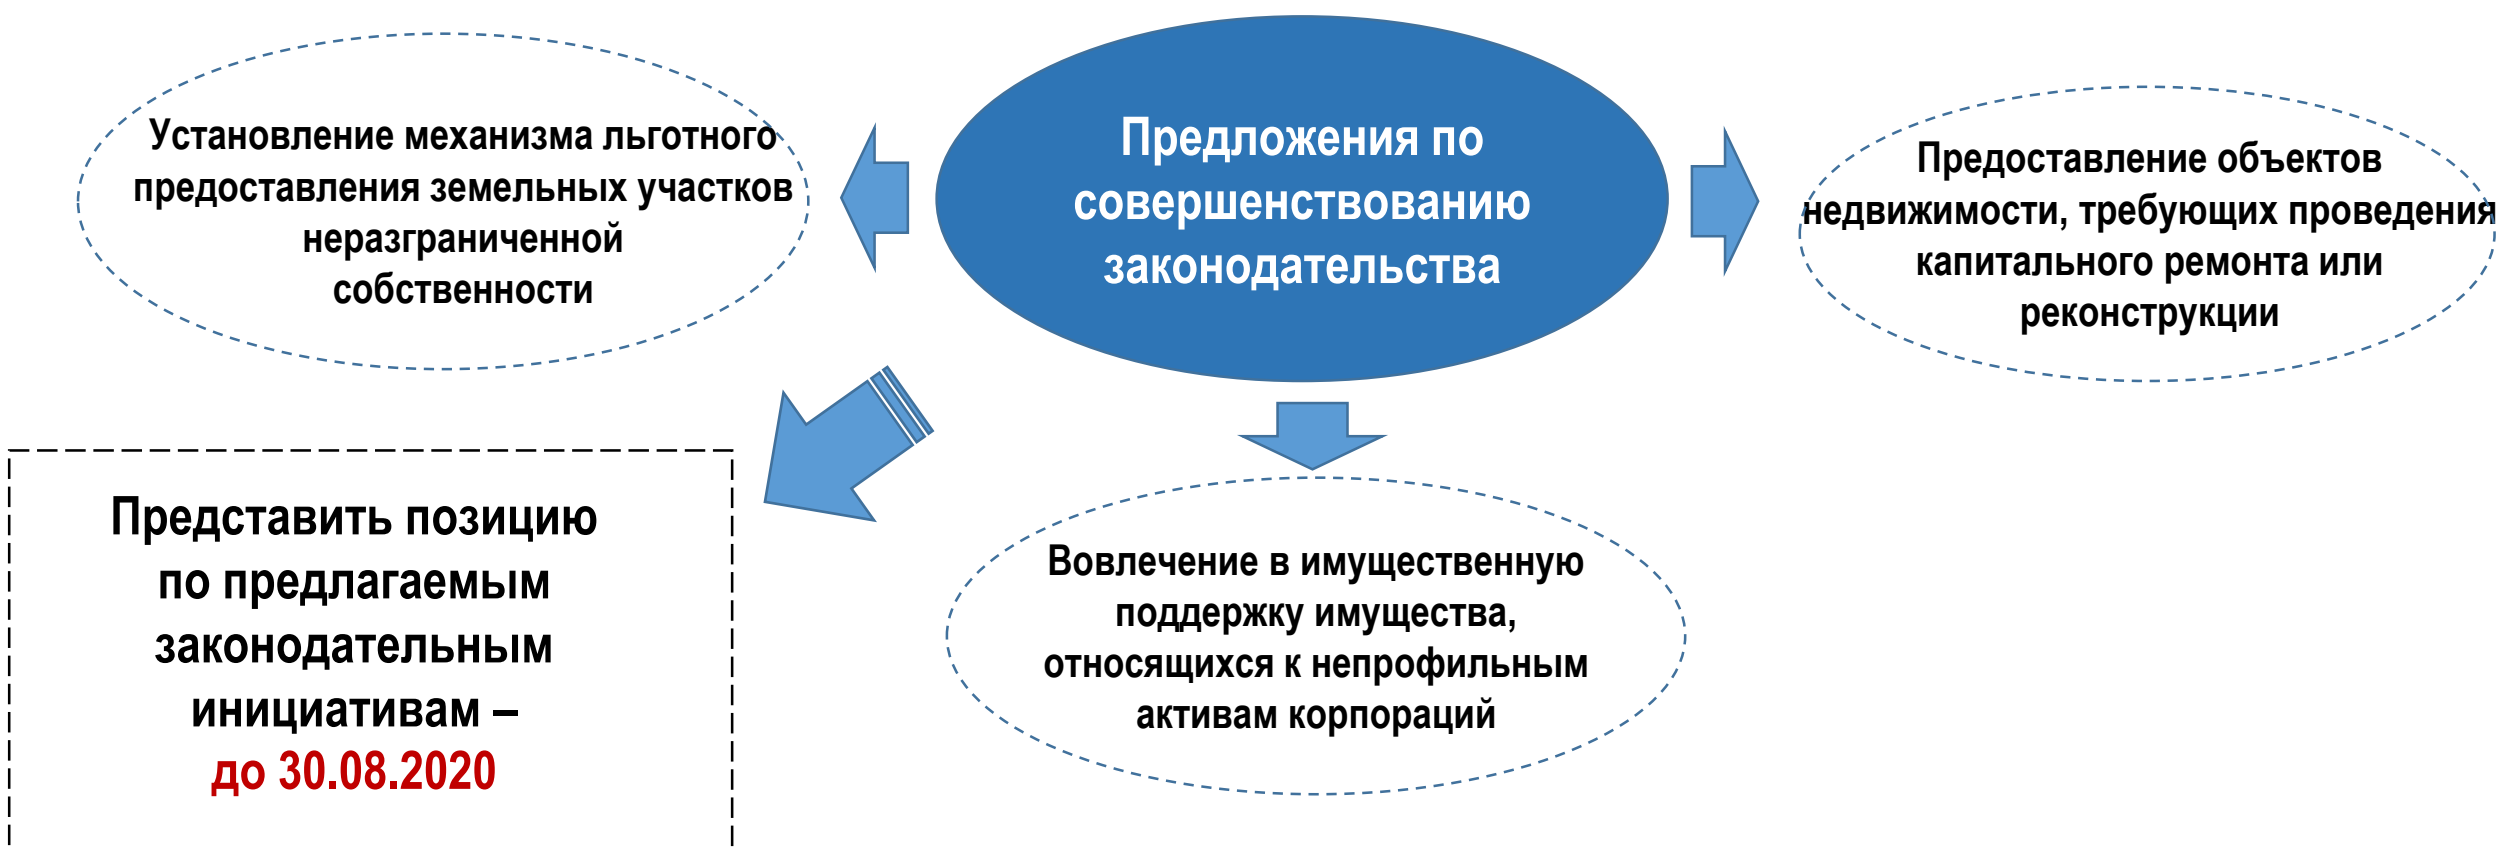 Установление механизма льготного
предоставления земельных участков
неразграниченной
собственности
Предложения по
совершенствованию
законодательства
Предоставление объектов
недвижимости, требующих проведения
капитального ремонта или
реконструкции
Представить позицию
по предлагаемым
законодательным
инициативам –
до 30.08.2020
Вовлечение в имущественную
поддержку имущества,
относящихся к непрофильным
активам корпораций